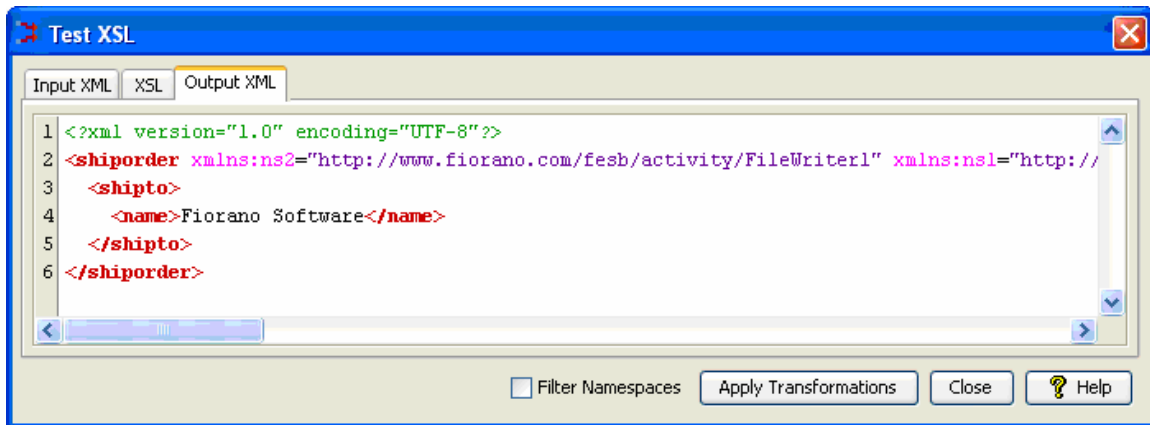 Test XSL
Input XML XSL Output XML
1 <?xml version="1.0" encoding="UTF-8"?>
2 <shiporder xmlns:ns2="http://www.fiorano.com/fesb/activity/FileWriter1" xmlns:ns1="http://
3 <shipto>
4 <name>Fiorano Software</name>
5 </shipto>
6 </shiporder>
Filter Namespaces Apply Transformations Close ? Help